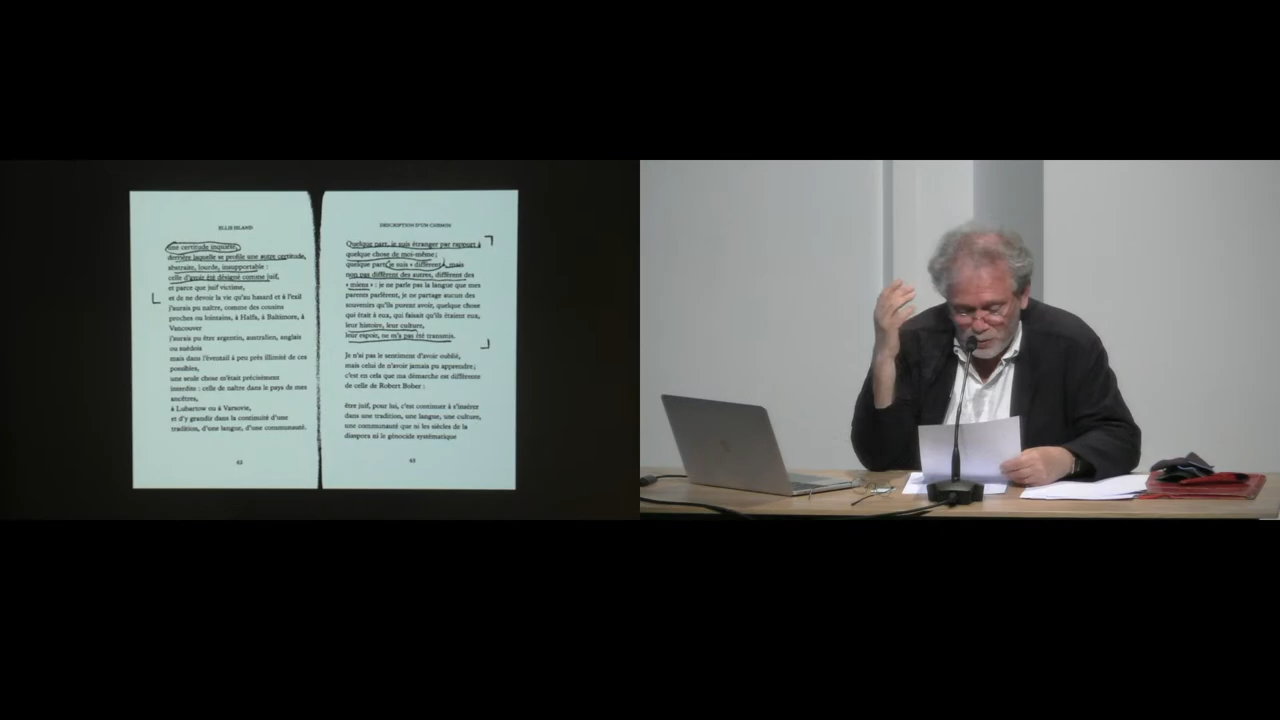 ELLIS ISLAND
une certitude inquiète,
derrière laquelle se profile une autre certitude,
abstraite, lourde, insupportable :
celle d'avoir été désigné comme juif,
et parce que juif victime,
et de ne devoir la vie qu'au hasard et à l'exil
j'aurais pu naître, comme des cousins
proches ou lointains, à Haïfa, à Baltimore, à
Vancouver
j'aurais pu être argentin, australien, anglais
ou suédois
mais dans l'éventail à peu près illimité de ces
possibles,
une seule chose m'était précisément
interdite : celle de naître dans le pays de mes
ancêtres,
à Lubartow ou à Varsovie,
et d'y grandir dans la continuité d'une
tradition, d'une langue, d'une communauté.
62
DESCRIPTION D'UN CHEMIN
Quelque part, je suis étranger par rapport à
quelque chose de moi-même ;
quelque part, je suis « différent », mais
non pas différent des autres, différent des
« miens » : je ne parle pas la langue que mes
parents parlèrent, je ne partage aucun des
souvenirs qu'ils purent avoir, quelque chose
qui était à eux, qui faisait qu'ils étaient eux,
leur histoire, leur culture,
leur espoir, ne m'a pas été transmis.
Je n'ai pas le sentiment d'avoir oublié,
mais celui de n'avoir jamais pu apprendre ;
c'est en cela que ma démarche est différente
de celle de Robert Bober :
être juif, pour lui, c'est continuer à s'insérer
dans une tradition, une langue, une culture,
une communauté que ni les siècles de la
diaspora ni le génocide systématique
63